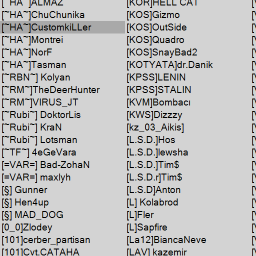 [~HA~]ALMAZ
[~HA~]ChuChunika
[~HA~]CustomkiLLer
[~HA~]Montrei
[~HA~]NorF
[~HA~]Tasman
[~RBN~] Kolyan
[~RM~]TheDeerHunter
[~RM~]VIRUS_JT
[~Rubi~] DoktorLis
[~Rubi~] KraN
[~Rubi~] Lotsman
[~TF~] 4eGeVara
[=VAR=] Bad-ZohaN
[=VAR=] maxlyh
[§] Gunner
[§] Hen4up
[§] MAD_DOG
[0_0]Zlodey
[101]cerber_partisan
[101]Cvt.CATAHA
[KOR]HELL CAT
[KOS]Gizmo
[KOS]OutSide
[KOS]Quadro
[KOS]SnayBad2
[KOTYATA]dr.Danik
[KPSS]LENIN
[KPSS]STALIN
[KVM]Bombacı
[KWS]Dizzzy
[kz_03_Aikis]
[L.S.D.]Hos
[L.S.D.]lewsha
[L.S.D.]Tim$
[L.S.D.r]Tim$
[L.S.D]Anton
[L] Kolabrod
[L]Fler
[L]Sapfire
[La12]BiancaNeve
[LAV] kazemir